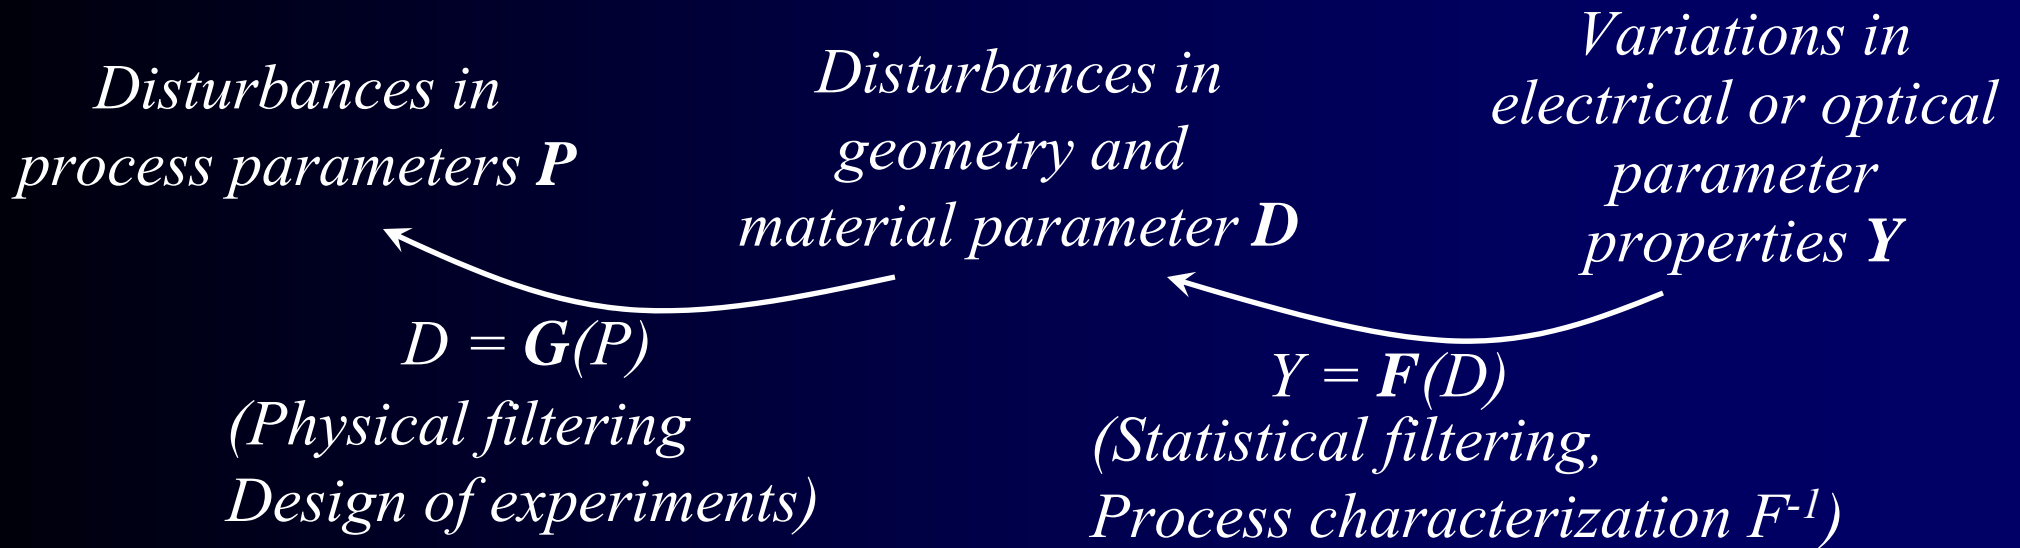 Disturbances in
process parameters P
Disturbances in
geometry and
material parameter D
Variations in
electrical or optical
parameter
properties Y
D = G(P)
(Physical filtering
Design of experiments)
Y = F(D)
(Statistical filtering,
Process characterization F⁻¹)